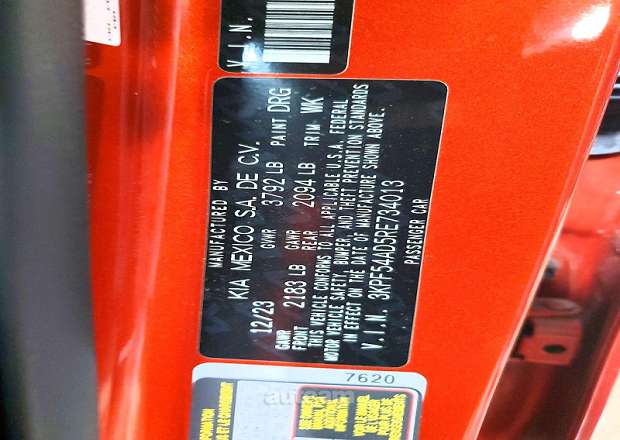 V.I.N.
MANUFACTURED BY
KIA MEXICO S.A. DE C.V.
12/23 GVWR 3792 LB PAINT DRG
GAWR FRONT 2183 LB GAWR REAR 2094 LB TRIM WK
THIS VEHICLE CONFORMS TO ALL APPLICABLE U.S.A. FEDERAL
MOTOR VEHICLE SAFETY, BUMPER, AND THEFT PREVENTION STANDARDS
IN EFFECT ON THE DATE OF MANUFACTURE SHOWN ABOVE.
V.I.N. 3KPF54AD5RE734013
PASSENGER CAR
7620